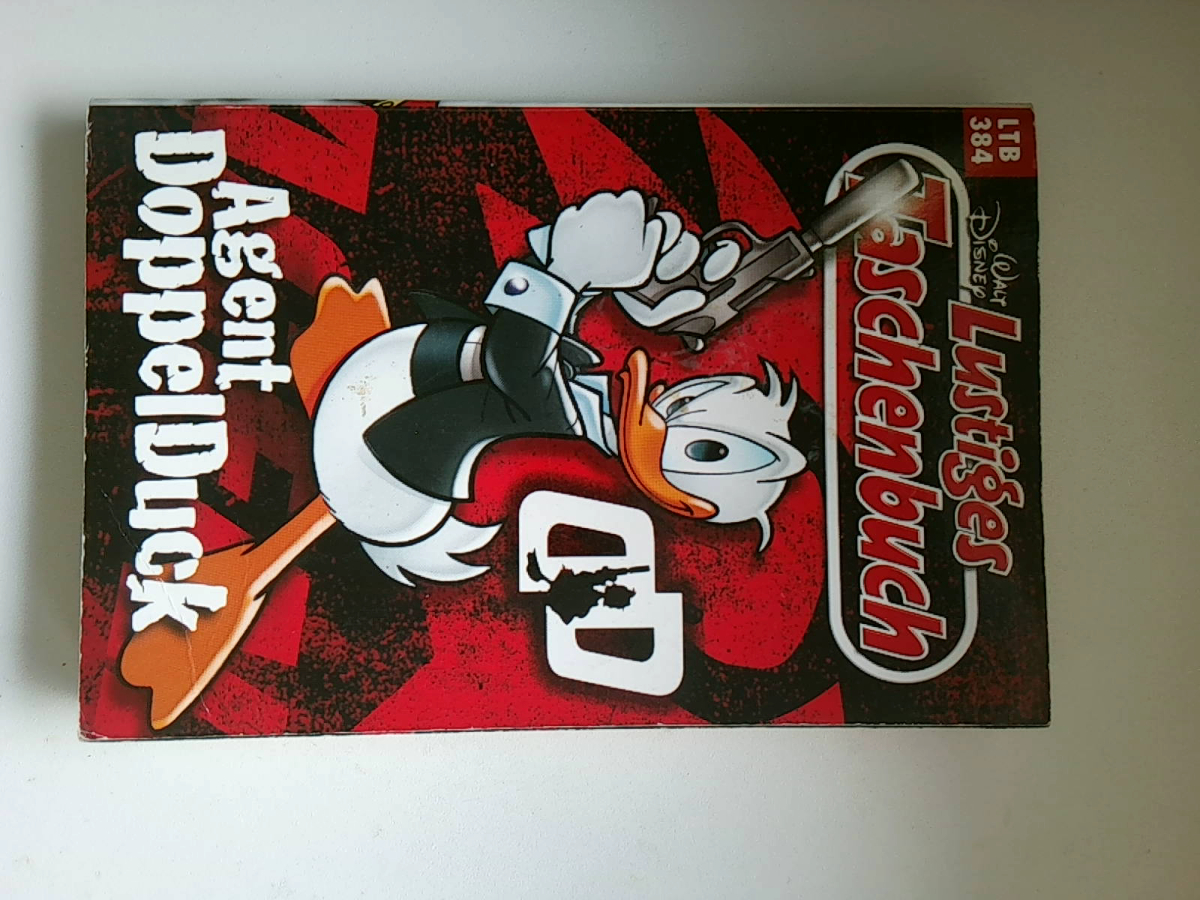 LTB
384
Walt
Disney
Lustiges
Taschenbuch
DD
Agent
DoppelDuck